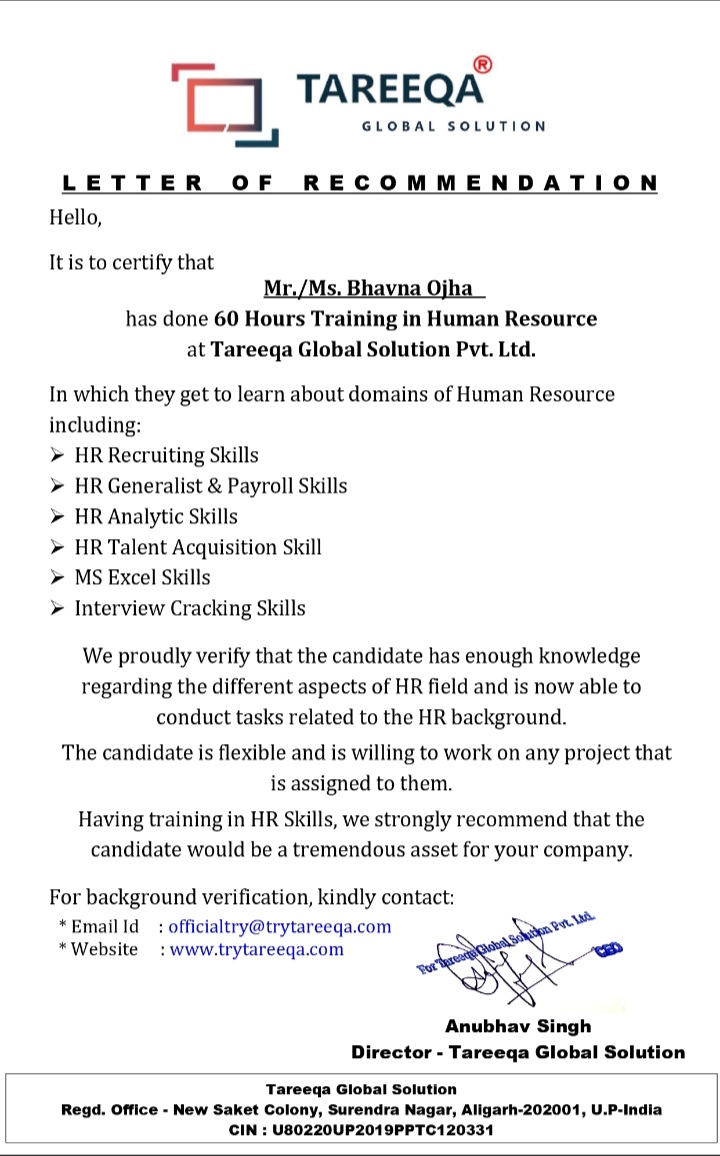 TAREEQA®
GLOBAL SOLUTION
LETTER OF RECOMMENDATION
Hello,
It is to certify that
Mr./Ms. Bhavna Ojha
has done 60 Hours Training in Human Resource
at Tareeqa Global Solution Pvt. Ltd.
In which they get to learn about domains of Human Resource
including:
➢ HR Recruiting Skills
➢ HR Generalist & Payroll Skills
➢ HR Analytic Skills
➢ HR Talent Acquisition Skill
➢ MS Excel Skills
➢ Interview Cracking Skills
We proudly verify that the candidate has enough knowledge
regarding the different aspects of HR field and is now able to
conduct tasks related to the HR background.
The candidate is flexible and is willing to work on any project that
is assigned to them.
Having training in HR Skills, we strongly recommend that the
candidate would be a tremendous asset for your company.
For background verification, kindly contact:
* Email Id : officialtry@trytareeqa.com
* Website : www.trytareeqa.com
For Tareeqa Global Solution Pvt. Ltd.
CEO
Anubhav Singh
Director - Tareeqa Global Solution
Tareeqa Global Solution
Regd. Office - New Saket Colony, Surendra Nagar, Aligarh-202001, U.P-India
CIN : U80220UP2019PPTC120331